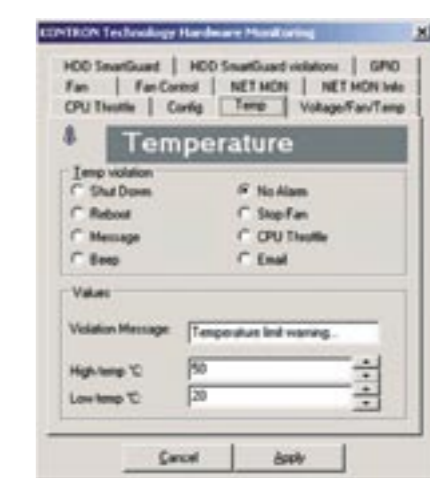 KONTRON Technology Hardware Monitoring
HDD SmartGuard HDD SmartGuard violations GPIO
Fan Fan Control NET MON NET MON Info
CPU Throttle Config Temp Voltage/Fan/Temp
Temperature
Temp violation
Shut Down No Alarm
Reboot Stop Fan
Message CPU Throttle
Beep Email
Values
Violation Message: Temperature limit warning...
High temp °C: 50
Low temp °C: 20
Cancel Apply